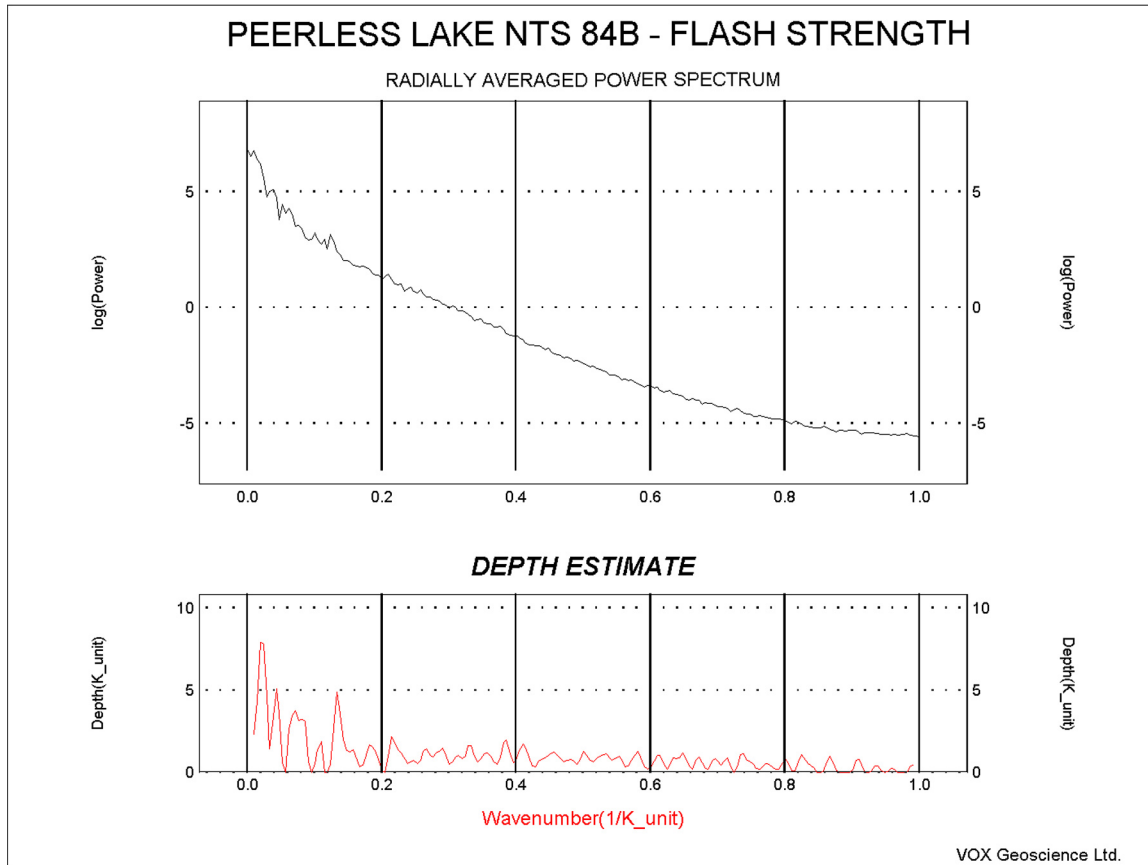 PEERLESS LAKE NTS 84B - FLASH STRENGTH
RADIALLY AVERAGED POWER SPECTRUM
log(Power)
5
0
-5
5
0
-5
log(Power)
0.0 0.2 0.4 0.6 0.8 1.0
DEPTH ESTIMATE
Depth(K_unit)
10
5
0
10
5
0
Depth(K_unit)
0.0 0.2 0.4 0.6 0.8 1.0
Wavenumber(1/K_unit)
VOX Geoscience Ltd.